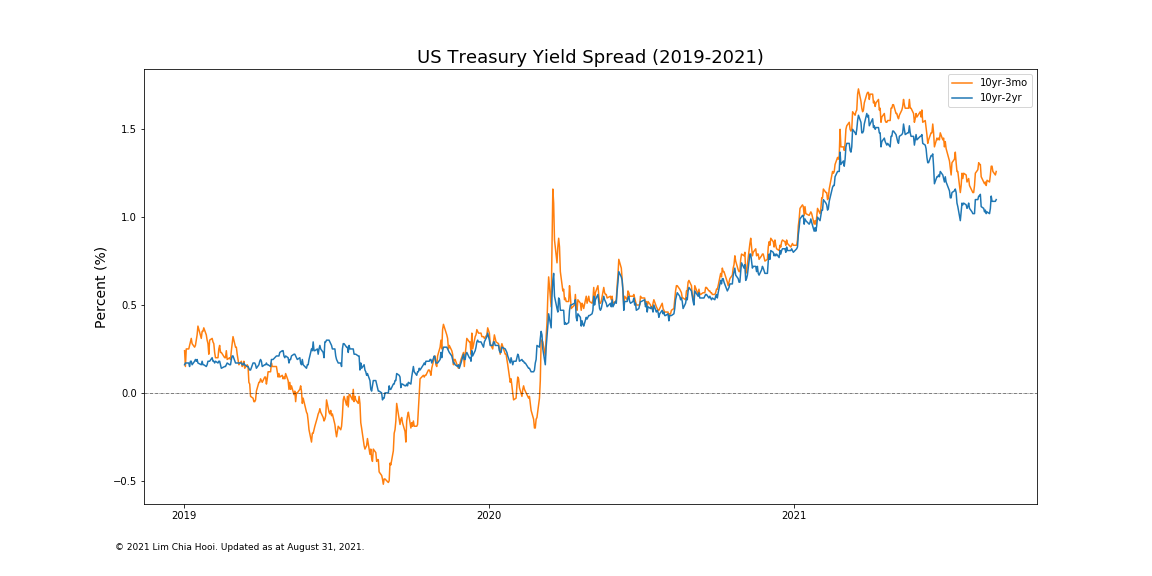 US Treasury Yield Spread (2019-2021)
10yr-3mo
10yr-2yr
Percent (%)
1.5
1.0
0.5
0.0
−0.5
2019 2020 2021
© 2021 Lim Chia Hooi. Updated as at August 31, 2021.